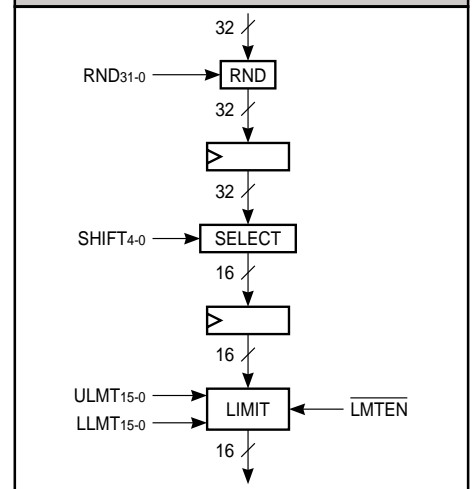 32
RND31-0
RND
32
32
SHIFT4-0
SELECT
16
16
ULMT15-0
LLMT15-0
LIMIT
LMTEN
16